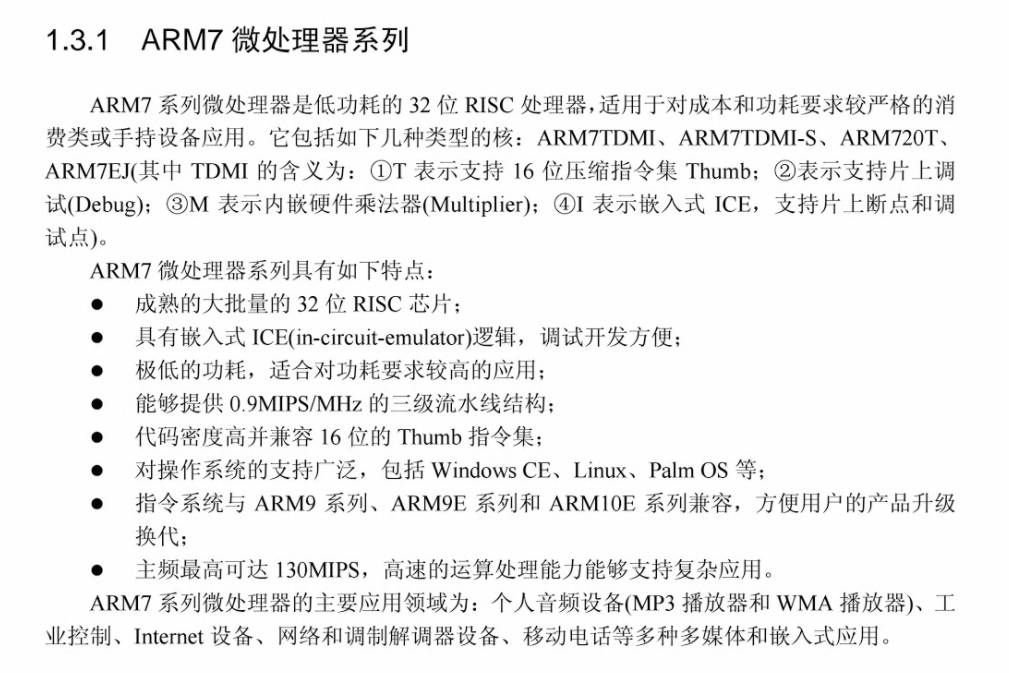 1.3.1 ARM7 微处理器系列
ARM7 系列微处理器是低功耗的 32 位 RISC 处理器,适用于对成本和功耗要求较严格的消
费类或手持设备应用。它包括如下几种类型的核：ARM7TDMI、ARM7TDMI-S、ARM720T、
ARM7EJ(其中 TDMI 的含义为：①T 表示支持 16 位压缩指令集 Thumb；②表示支持片上调
试(Debug)；③M 表示内嵌硬件乘法器(Multiplier)；④I 表示嵌入式 ICE，支持片上断点和调
试点)。
ARM7 微处理器系列具有如下特点：
● 成熟的大批量的 32 位 RISC 芯片；
● 具有嵌入式 ICE(in-circuit-emulator)逻辑，调试开发方便；
● 极低的功耗，适合对功耗要求较高的应用；
● 能够提供 0.9MIPS/MHz 的三级流水线结构；
● 代码密度高并兼容 16 位的 Thumb 指令集；
● 对操作系统的支持广泛，包括 Windows CE、Linux、Palm OS 等；
● 指令系统与 ARM9 系列、ARM9E 系列和 ARM10E 系列兼容，方便用户的产品升级
换代；
● 主频最高可达 130MIPS，高速的运算处理能力能够支持复杂应用。
ARM7 系列微处理器的主要应用领域为：个人音频设备(MP3 播放器和 WMA 播放器)、工
业控制、Internet 设备、网络和调制解调器设备、移动电话等多种多媒体和嵌入式应用。